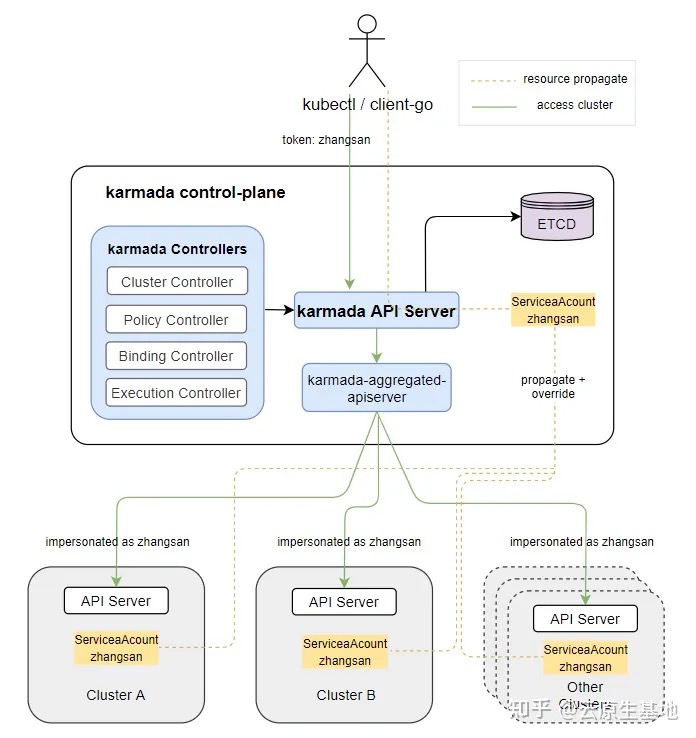 resource propagate
access cluster
kubectl / client-go
token: zhangsan
karmada control-plane
karmada Controllers
Cluster Controller
Policy Controller
Binding Controller
Execution Controller
ETCD
karmada API Server
ServiceaAcount
zhangsan
karmada-aggregated-
apiserver
propagate +
override
impersonated as zhangsan
impersonated as zhangsan
impersonated as zhangsan
API Server
ServiceaAcount
zhangsan
Cluster A
API Server
ServiceaAcount
zhangsan
Cluster B
API Server
ServiceaAcount
zhangsan
Other
Clusters
知乎 @云原生基地